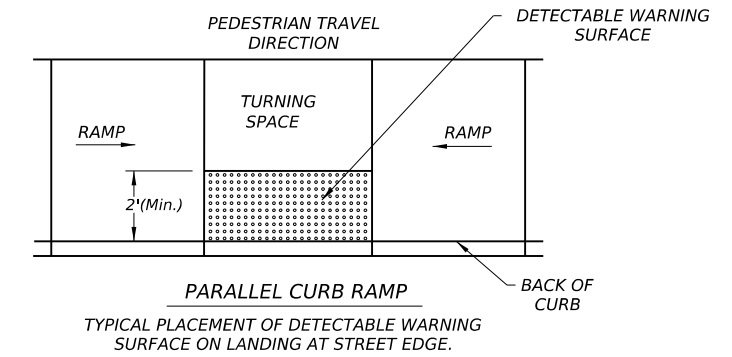 PEDESTRIAN TRAVEL
DIRECTION
DETECTABLE WARNING
SURFACE
TURNING
SPACE
RAMP
RAMP
2'(Min.)
BACK OF
CURB
PARALLEL CURB RAMP
TYPICAL PLACEMENT OF DETECTABLE WARNING
SURFACE ON LANDING AT STREET EDGE.